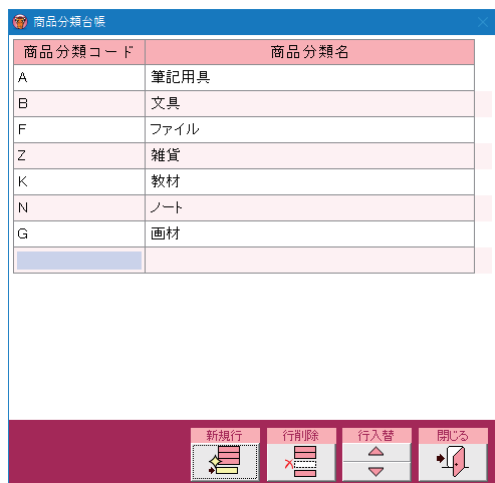 商品分類台帳
商品分類コード 商品分類名
A 筆記用具
B 文具
F ファイル
Z 雑貨
K 教材
N ノート
G 画材
新規行 行削除 行入替 閉じる